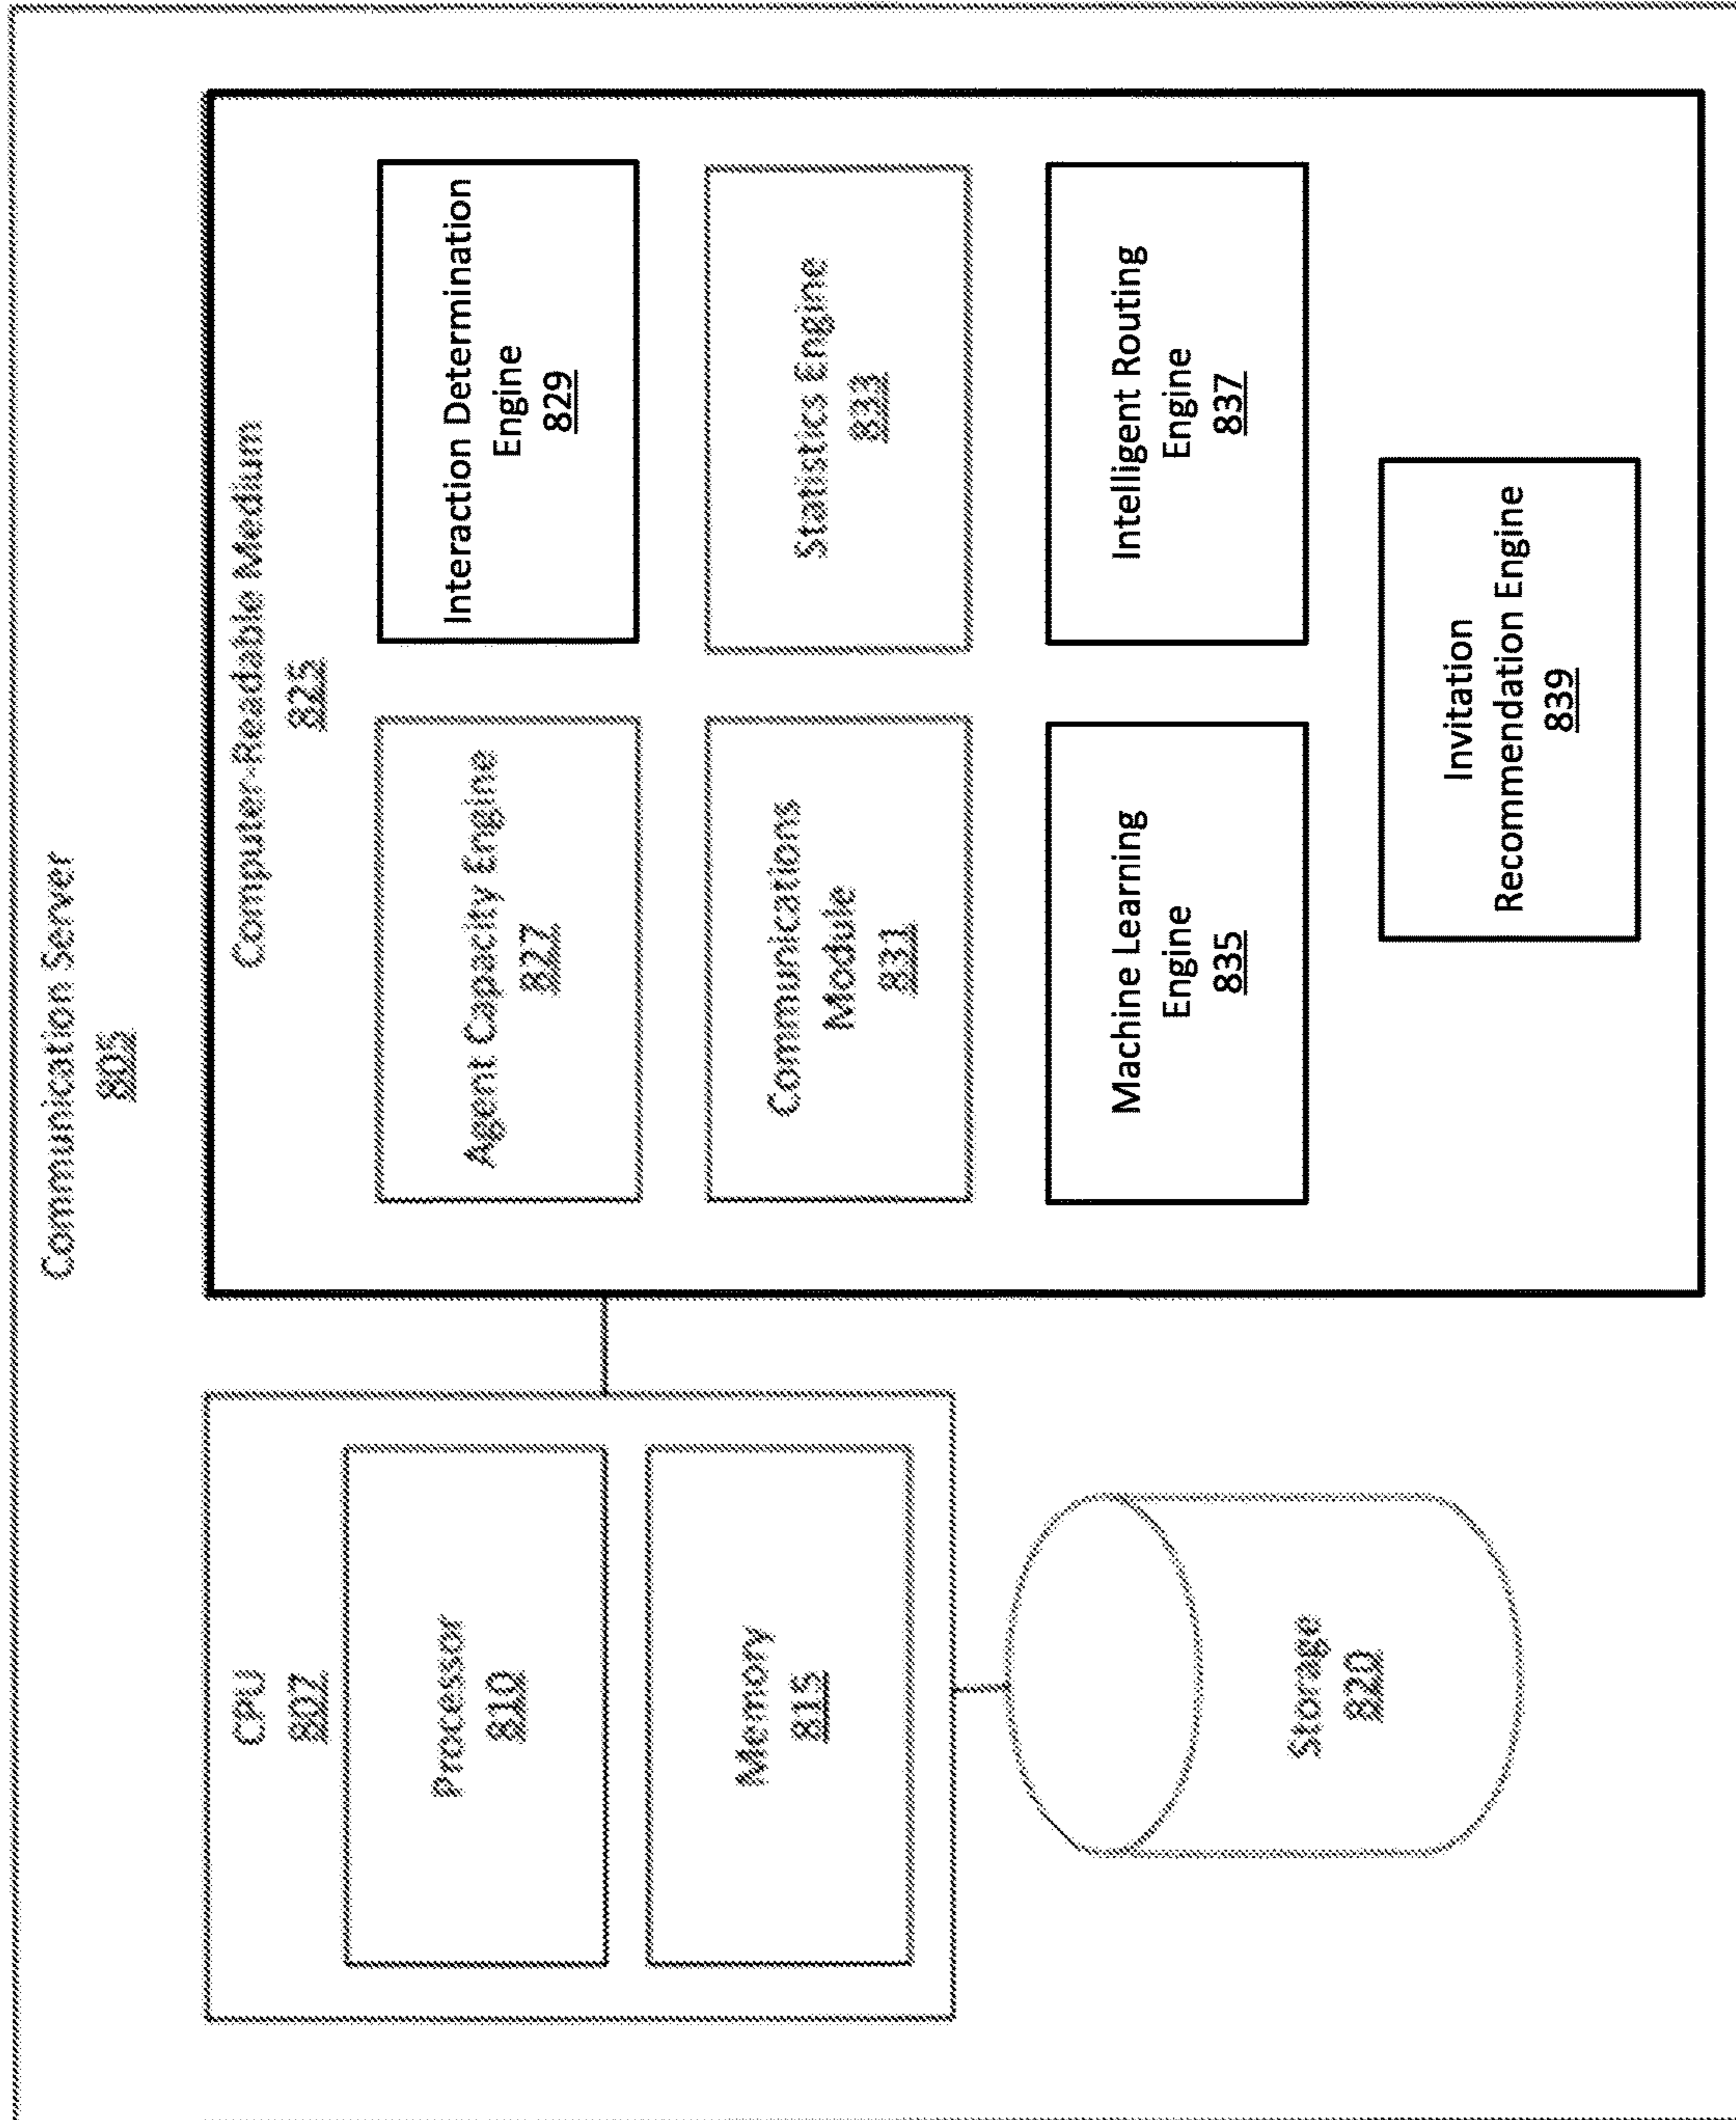 Communication Server
805
CPU
807
Processor
810
Memory
815
Storage
820
Computer-Readable Medium
825
Agent Capacity Engine
827
Interaction Determination
Engine
829
Communications
Module
831
Statistics Engine
833
Machine Learning
Engine
835
Intelligent Routing
Engine
837
Invitation
Recommendation Engine
839